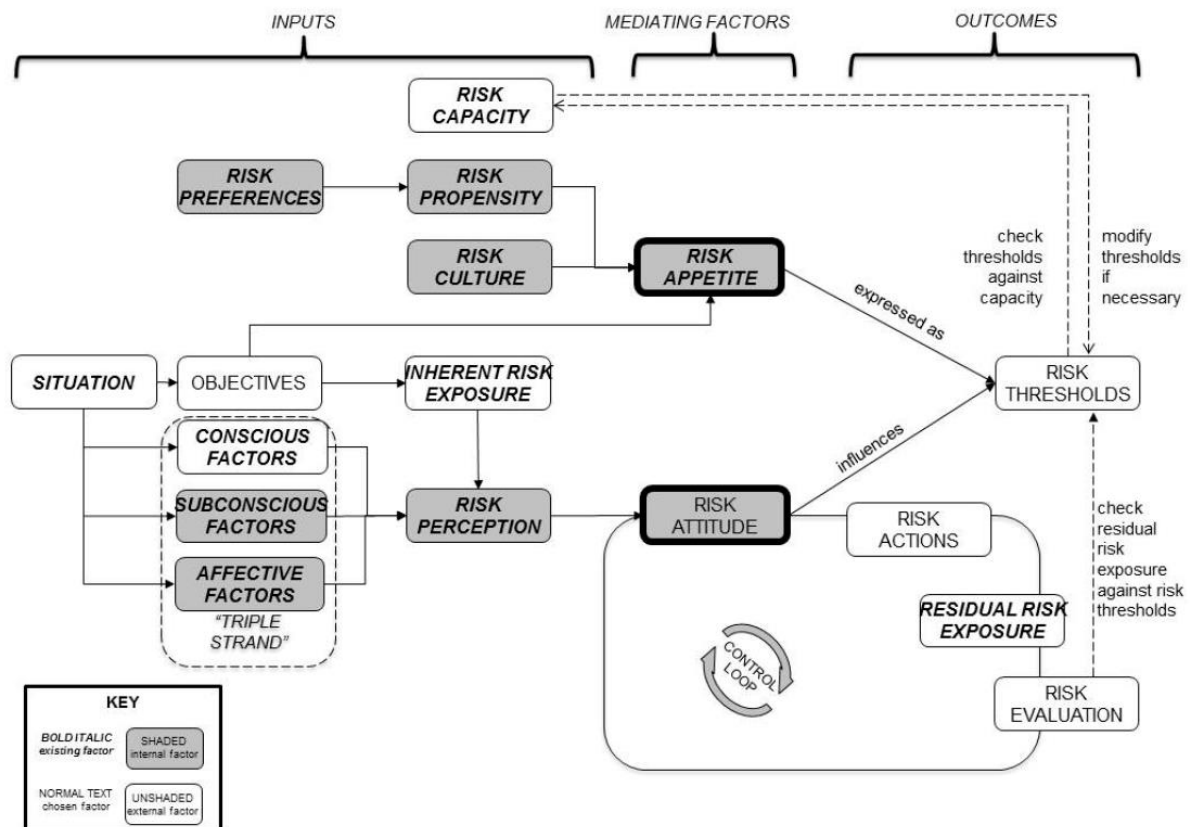 INPUTS
MEDIATING FACTORS
OUTCOMES
RISK
CAPACITY
RISK
PREFERENCES
RISK
PROPENSITY
RISK
CULTURE
RISK
APPETITE
check
thresholds
against
capacity
modify
thresholds
if
necessary
expressed as
SITUATION
OBJECTIVES
INHERENT RISK
EXPOSURE
RISK
THRESHOLDS
CONSCIOUS
FACTORS
influences
SUBCONSCIOUS
FACTORS
RISK
PERCEPTION
RISK
ATTITUDE
RISK
ACTIONS
check
residual
risk
exposure
against risk
thresholds
AFFECTIVE
FACTORS
"TRIPLE
STRAND"
RESIDUAL RISK
EXPOSURE
CONTROL
LOOP
RISK
EVALUATION
KEY
BOLD ITALIC
existing factor
SHADED
internal factor
NORMAL TEXT
chosen factor
UNSHADED
external factor